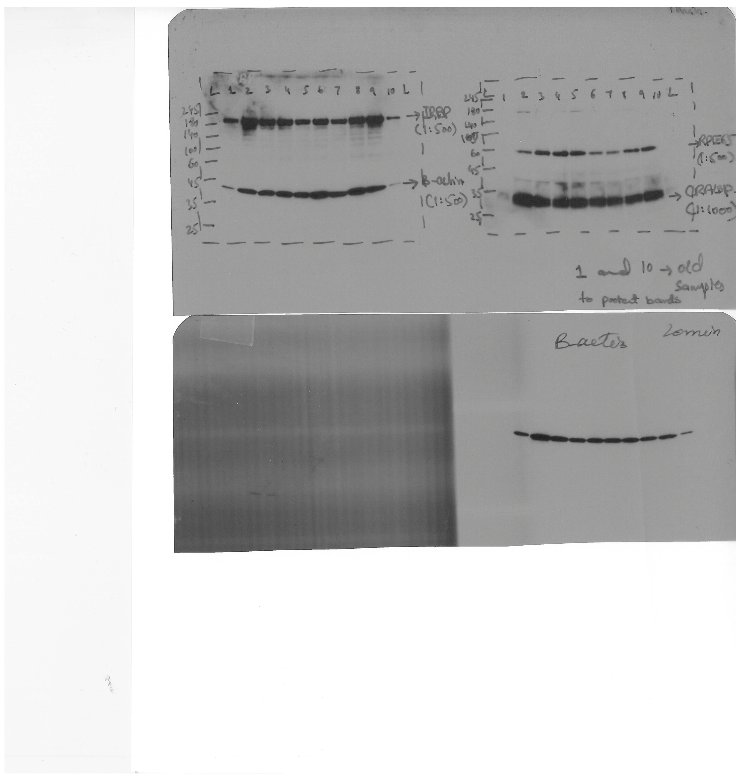 L 1 2 3 4 5 6 7 8 9 10 L
245
180
140
100
60
45
35
25
→ IRBP
(1:500)
→ B-actin
(1:500)
L 1 2 3 4 5 6 7 8 9 10 L
245
180
140
100
60
45
35
25
→ RPE65
(1:500)
→ CRALBP
(1:1000)
1 and 10 → old
samples
to protect bands
B actin
20min